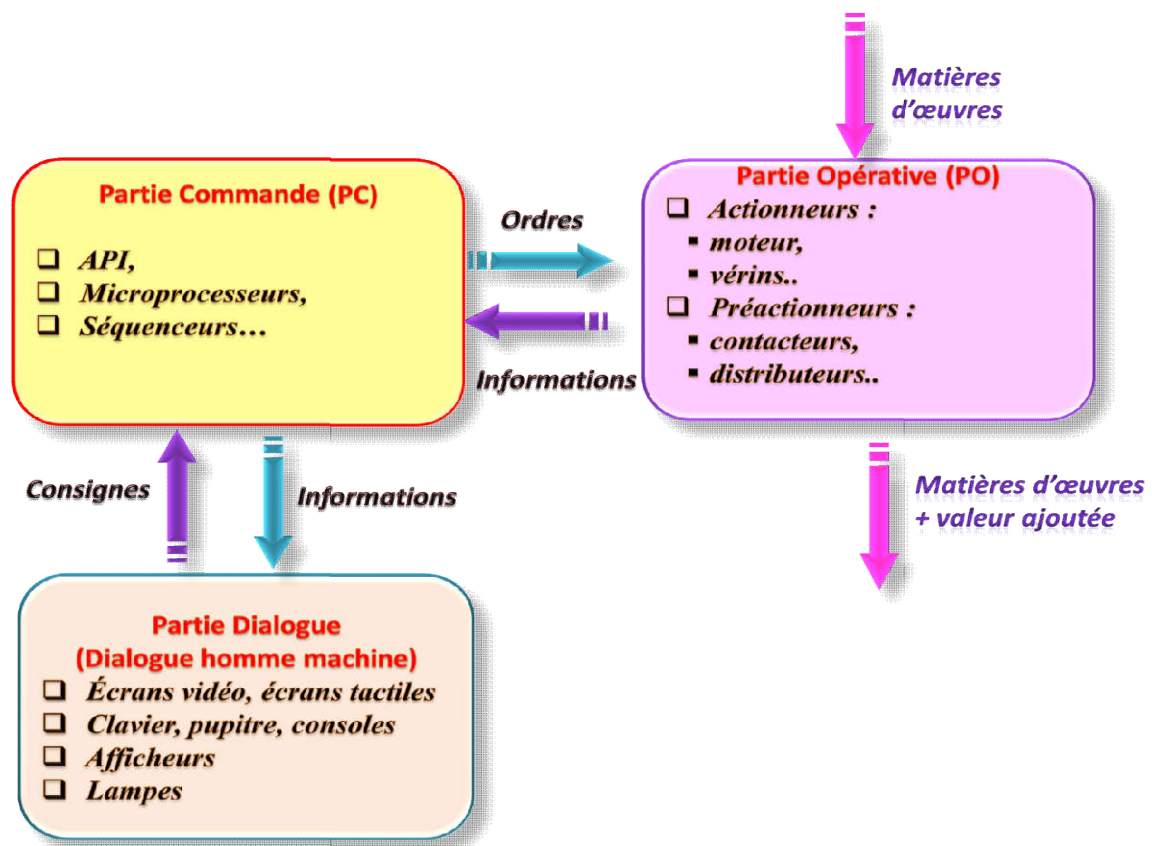 Matières
d'œuvres
Partie Commande (PC)
❑ API,
❑ Microprocesseurs,
❑ Séquenceurs...
Ordres
Informations
Partie Opérative (PO)
❑ Actionneurs :
▪ moteur,
▪ vérins..
❑ Préactionneurs :
▪ contacteurs,
▪ distributeurs..
Consignes
Informations
Matières d'œuvres
+ valeur ajoutée
Partie Dialogue
(Dialogue homme machine)
❑ Écrans vidéo, écrans tactiles
❑ Clavier, pupitre, consoles
❑ Afficheurs
❑ Lampes